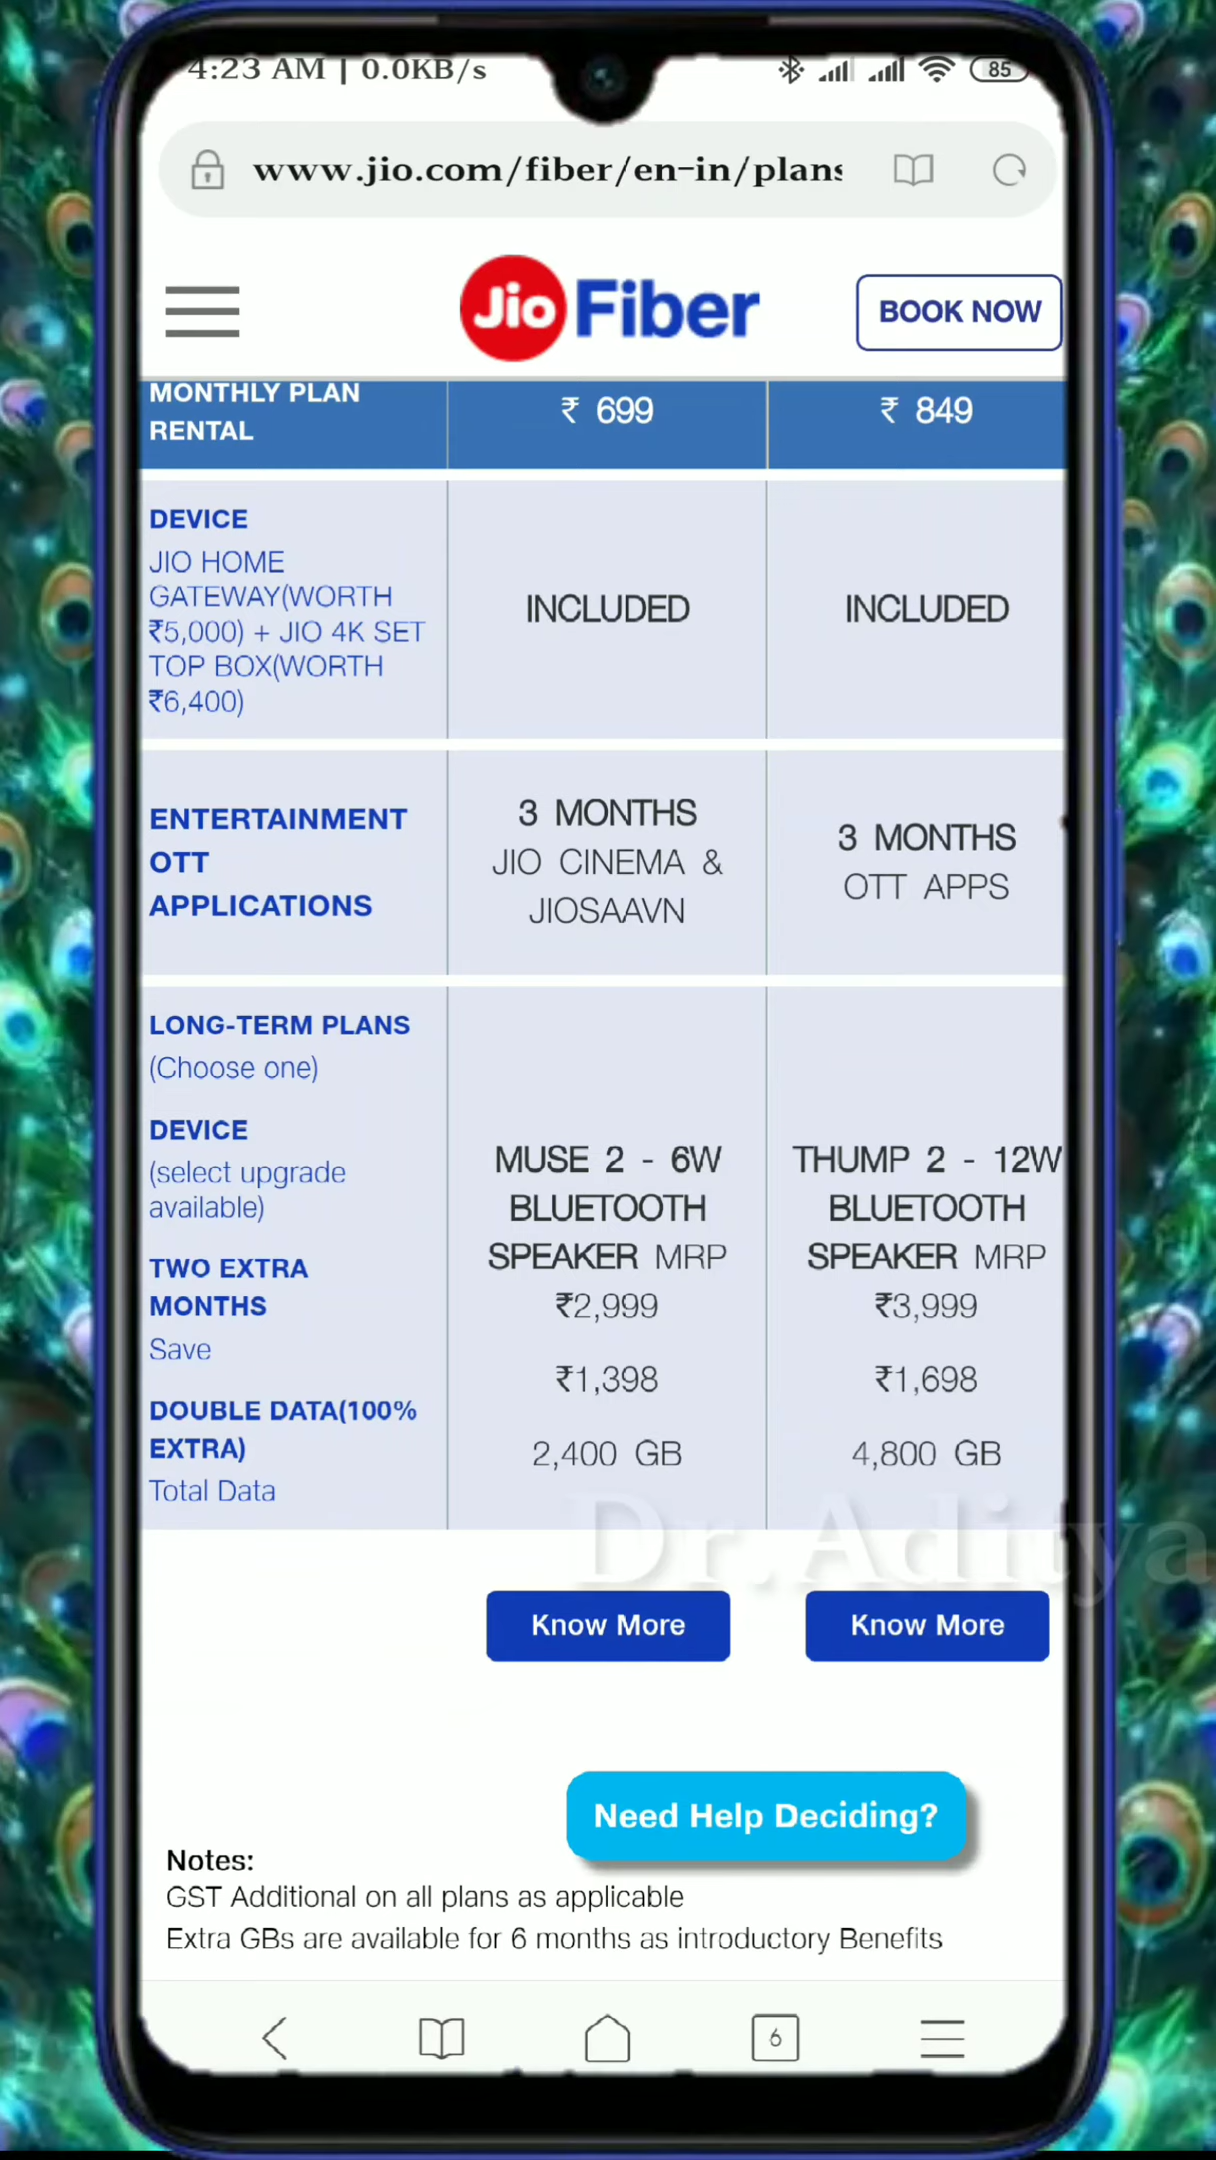 4:23 AM | 0.0KB/s
85
www.jio.com/fiber/en-in/plans
Jio Fiber
BOOK NOW
MONTHLY PLAN
RENTAL
₹ 699
₹ 849
DEVICE
JIO HOME
GATEWAY(WORTH
₹5,000) + JIO 4K SET
TOP BOX(WORTH
₹6,400)
INCLUDED
INCLUDED
ENTERTAINMENT
OTT
APPLICATIONS
3 MONTHS
JIO CINEMA &
JIOSAAVN
3 MONTHS
OTT APPS
LONG-TERM PLANS
(Choose one)
DEVICE
(select upgrade
available)
TWO EXTRA
MONTHS
Save
DOUBLE DATA(100%
EXTRA)
Total Data
MUSE 2 - 6W
BLUETOOTH
SPEAKER MRP
₹2,999
₹1,398
2,400 GB
THUMP 2 - 12W
BLUETOOTH
SPEAKER MRP
₹3,999
₹1,698
4,800 GB
Dr. Aditya
Know More
Know More
Need Help Deciding?
Notes:
GST Additional on all plans as applicable
Extra GBs are available for 6 months as introductory Benefits
6